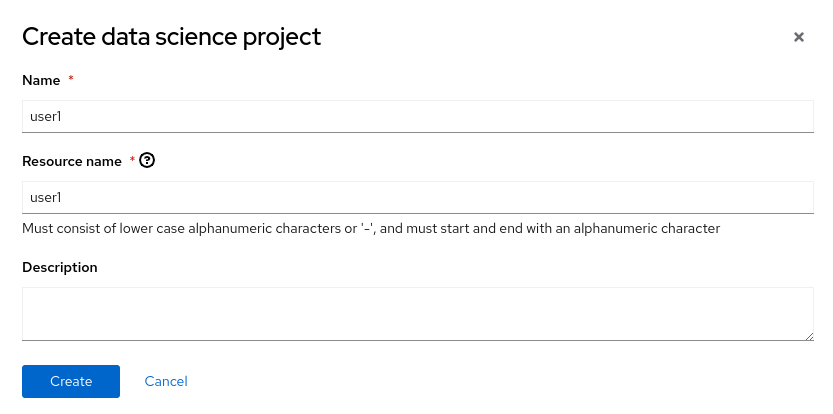 Create data science project
Name *
user1
Resource name * ?
user1
Must consist of lower case alphanumeric characters or '-', and must start and end with an alphanumeric character
Description
Create Cancel